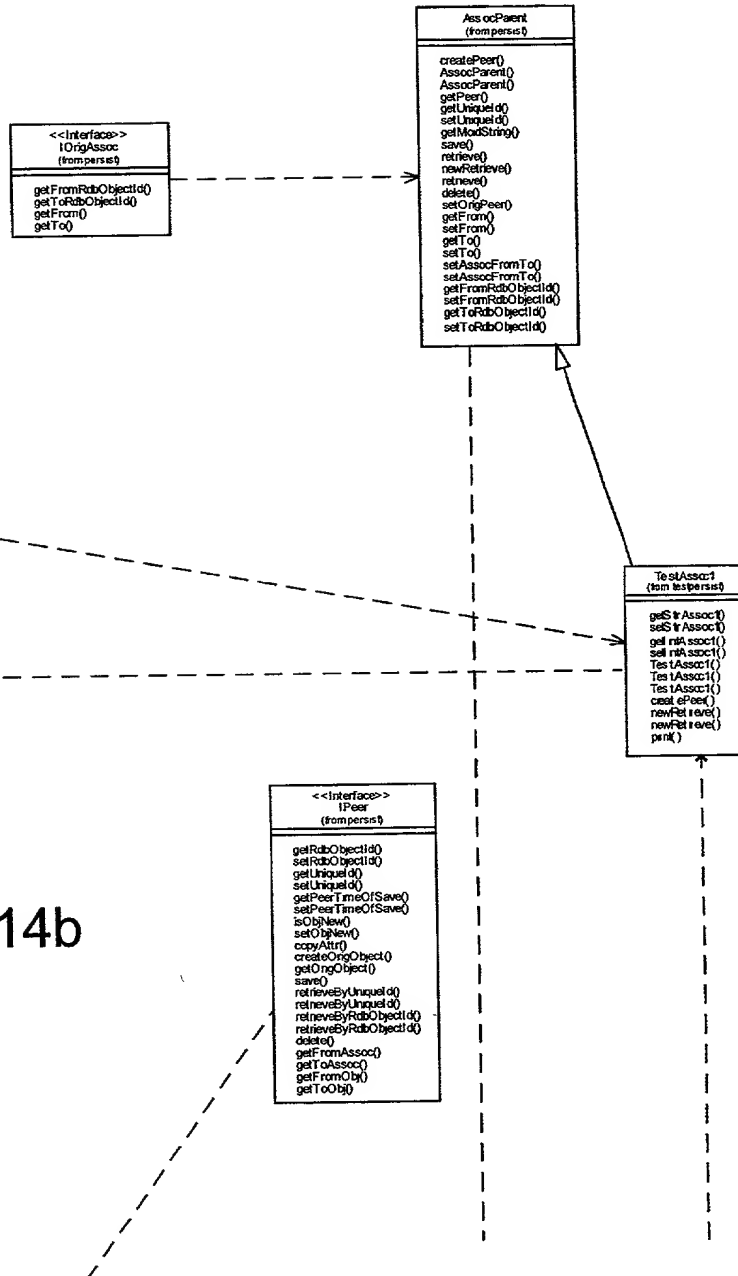 AssocParent
(from persist)
createPeer()
AssocParent()
AssocParent()
getPeer()
getUniqueId()
setUniqueId()
getModString()
save()
retrieve()
newRetrieve()
retrieve()
delete()
setOrigPeer()
getFrom()
setFrom()
getTo()
setTo()
setAssocFromTo()
setAssocFromTo()
getFromRdbObjectId()
setFromRdbObjectId()
getToRdbObjectId()
setToRdbObjectId()
<<Interface>>
IOrigAssoc
(from persist)
getFromRdbObjectId()
getToRdbObjectId()
getFrom()
getTo()
TestAssoc1
(from testpersist)
getStrAssoc1()
setStrAssoc1()
getIntAssoc1()
setIntAssoc1()
TestAssoc1()
TestAssoc1()
TestAssoc1()
createPeer()
newRetrieve()
newRetrieve()
print()
<<Interface>>
IPeer
(from persist)
getRdbObjectId()
setRdbObjectId()
getUniqueId()
setUniqueId()
getPeerTimeOfSave()
setPeerTimeOfSave()
isObjNew()
setObjNew()
copyAttr()
createOrigObject()
getOrigObject()
save()
retrieveByUniqueId()
retrieveByUniqueId()
retrieveByRdbObjectId()
retrieveByRdbObjectId()
delete()
getFromAssoc()
getToAssoc()
getFromObj()
getToObj()
14b